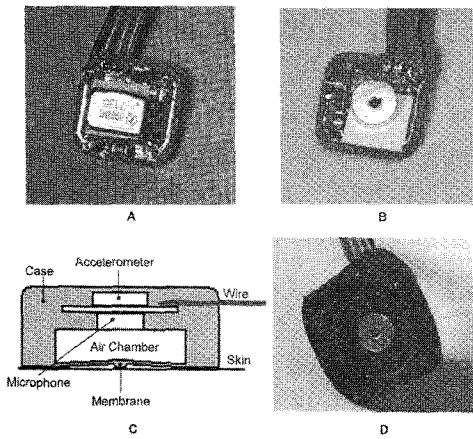 A
B
Accelerometer
Case
Wire
Air Chamber
Skin
Microphone
Membrane
C
D